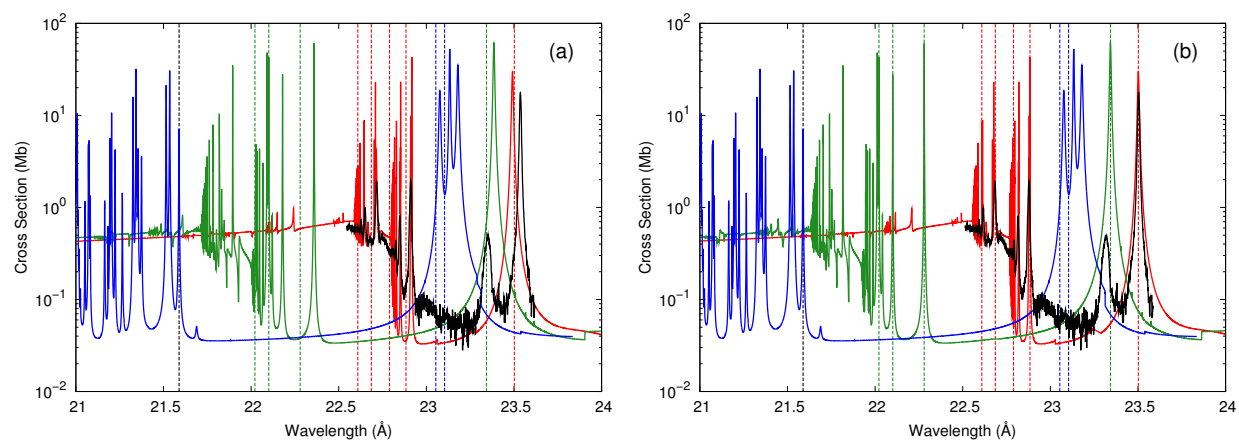 (a)
Cross Section (Mb)
10²
10¹
10⁰
10⁻¹
10⁻²
21 21.5 22 22.5 23 23.5 24
Wavelength (Å)
(b)
Cross Section (Mb)
10²
10¹
10⁰
10⁻¹
10⁻²
21 21.5 22 22.5 23 23.5 24
Wavelength (Å)